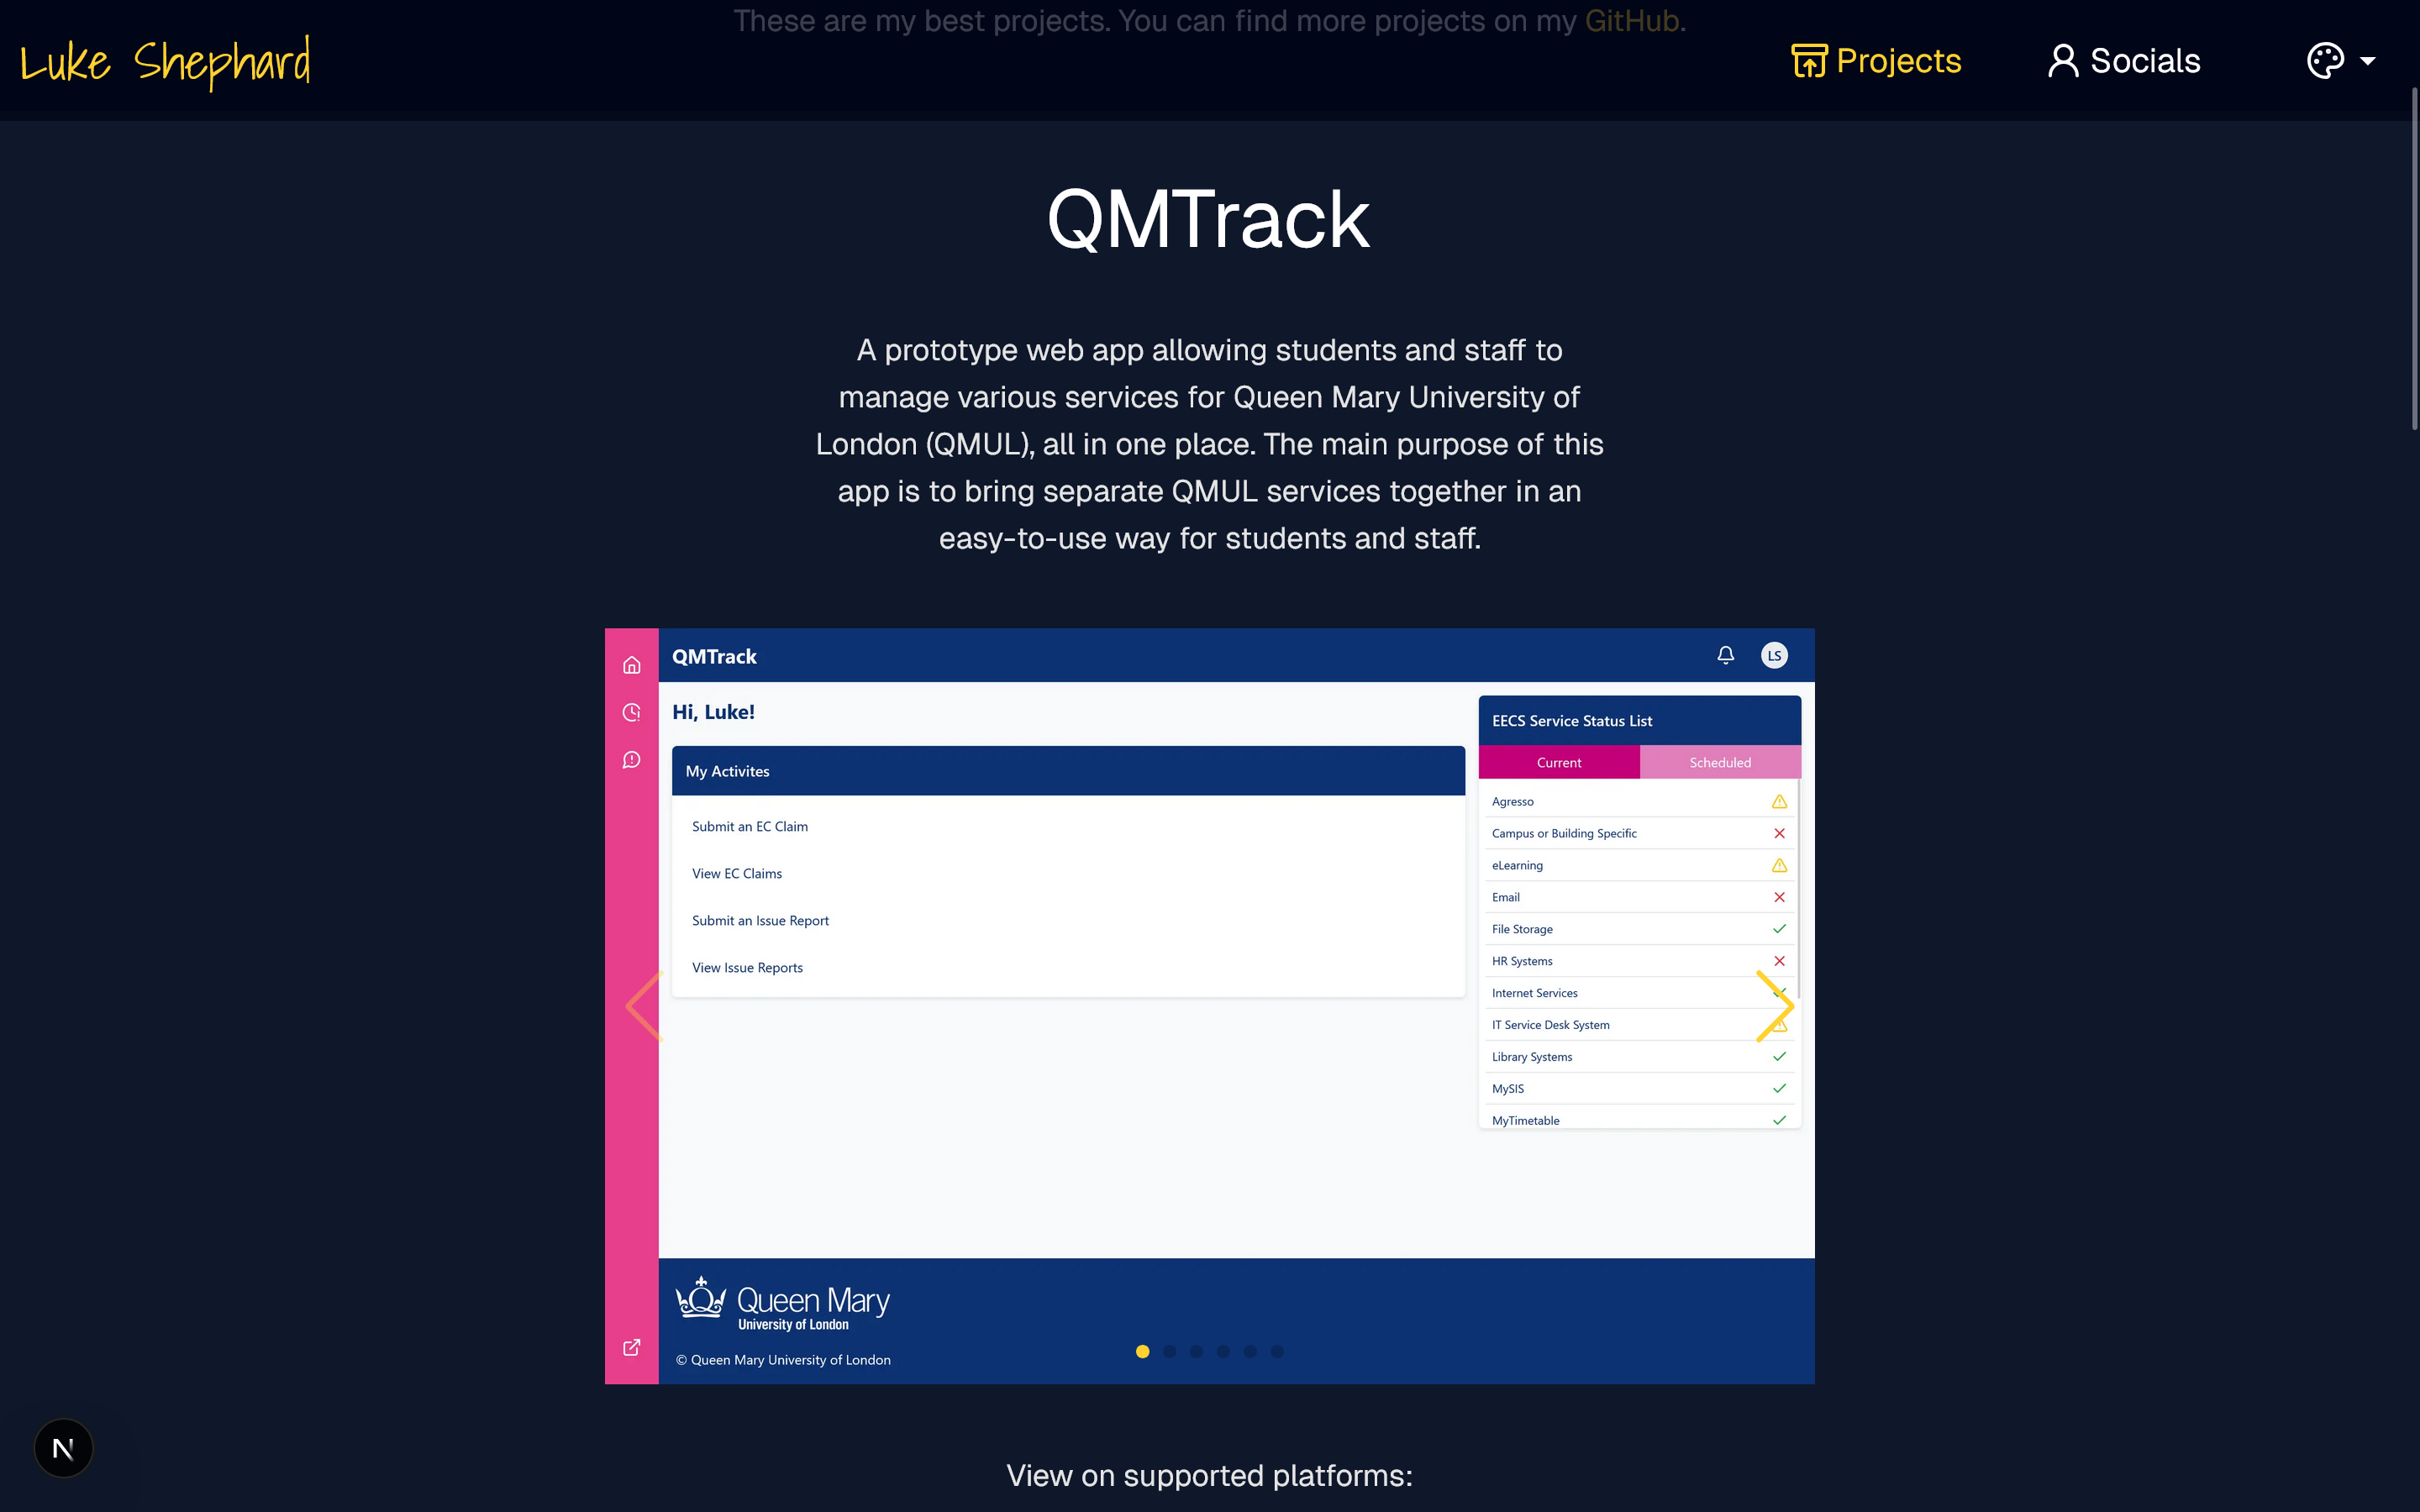 These are my best projects. You can find more projects on my GitHub.
Luke Shephard
Projects
Socials
QMTrack
A prototype web app allowing students and staff to
manage various services for Queen Mary University of
London (QMUL), all in one place. The main purpose of this
app is to bring separate QMUL services together in an
easy-to-use way for students and staff.
QMTrack
LS
Hi, Luke!
My Activites
Submit an EC Claim
View EC Claims
Submit an Issue Report
View Issue Reports
EECS Service Status List
Current
Scheduled
Agresso
Campus or Building Specific
eLearning
Email
File Storage
HR Systems
Internet Services
IT Service Desk System
Library Systems
MySIS
MyTimetable
Queen Mary
University of London
© Queen Mary University of London
N
View on supported platforms: